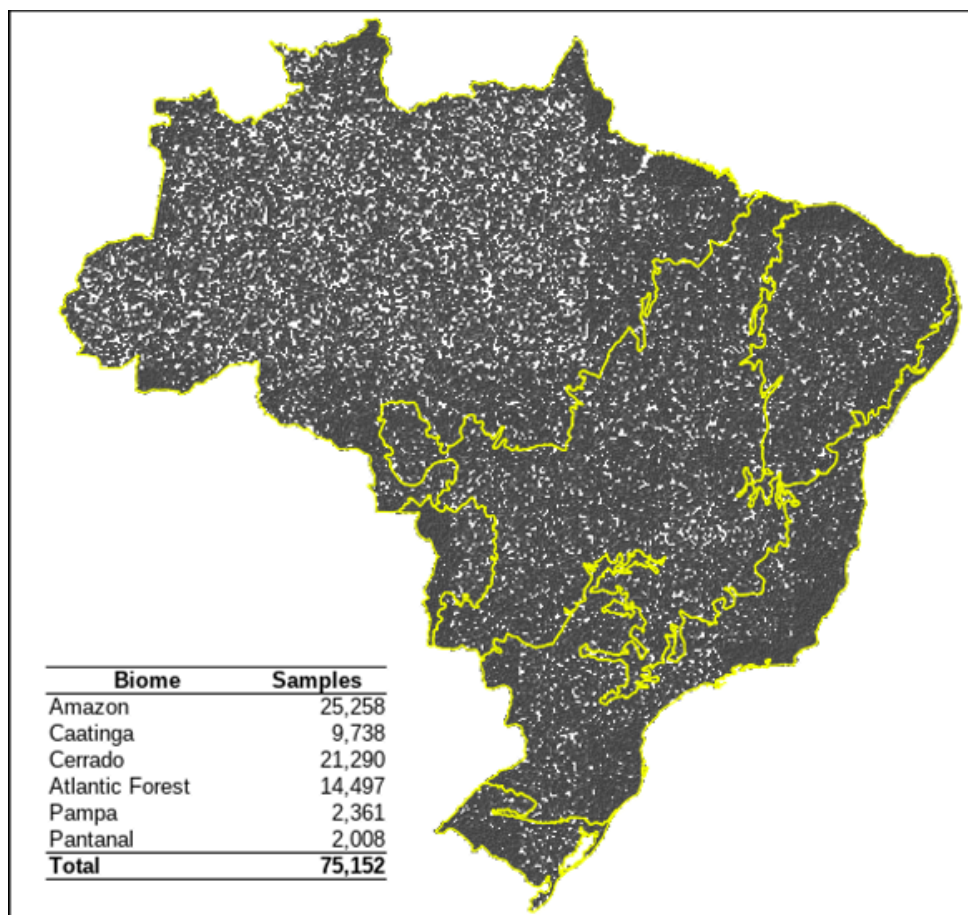 Biome Samples
Amazon 25,258
Caatinga 9,738
Cerrado 21,290
Atlantic Forest 14,497
Pampa 2,361
Pantanal 2,008
Total 75,152